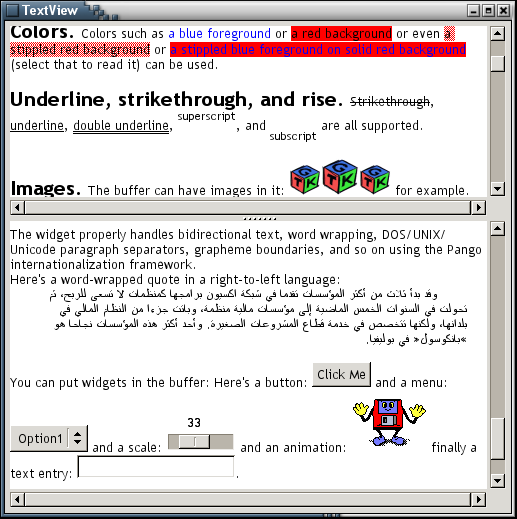 TextView
Colors. Colors such as a blue foreground or a red background or even a
stippled red background or a stippled blue foreground on solid red background
(select that to read it) can be used.
Underline, strikethrough, and rise. Strikethrough,
underline, double underline, superscript, and subscript are all supported.
Images. The buffer can have images in it: GTK GTK GTK for example.
The widget properly handles bidirectional text, word wrapping, DOS/UNIX/
Unicode paragraph separators, grapheme boundaries, and so on using the Pango
internationalization framework.
Here's a word-wrapped quote in a right-to-left language:
وقد بدأ ثلاث من أكثر المؤسسات تقدما في شبكة اكسيون برامجها كمنظمات لا تسعى للربح، ثم
تحولت في السنوات الخمس الماضية إلى مؤسسات مالية منظمة، وباتت جزءا من النظام المالي في
بلدانها، ولكنها تتخصص في خدمة قطاع المشروعات الصغيرة. وأحد أكثر هذه المؤسسات نجاحا هو
»بانكوسول« في بوليفيا.
You can put widgets in the buffer: Here's a button: Click Me and a menu:
Option1 and a scale: 33 and an animation: finally a
text entry: .